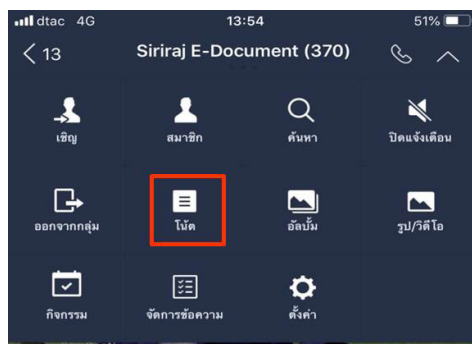 dtac 4G 13:54 51%
13 Siriraj E-Document (370)
เชิญ สมาชิก ค้นหา ปิดแจ้งเตือน
ออกจากกลุ่ม โน้ต อัลบั้ม รูป/วิดีโอ
กิจกรรม จัดการข้อความ ตั้งค่า